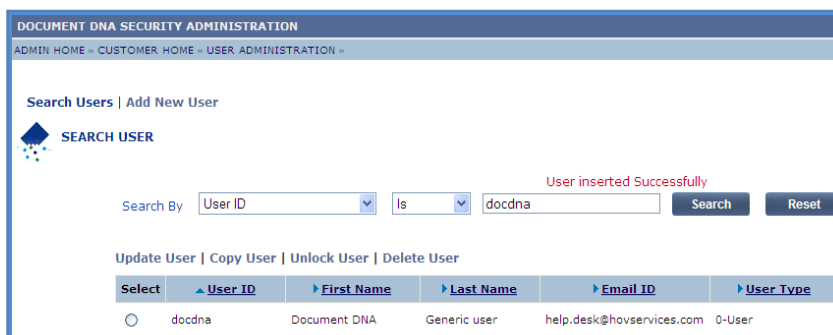 DOCUMENT DNA SECURITY ADMINISTRATION
ADMIN HOME » CUSTOMER HOME » USER ADMINISTRATION »
Search Users | Add New User
SEARCH USER
User inserted Successfully
Search By User ID Is docdna Search Reset
Update User | Copy User | Unlock User | Delete User
Select User ID First Name Last Name Email ID User Type
docdna Document DNA Generic user help.desk@hovservices.com 0-User